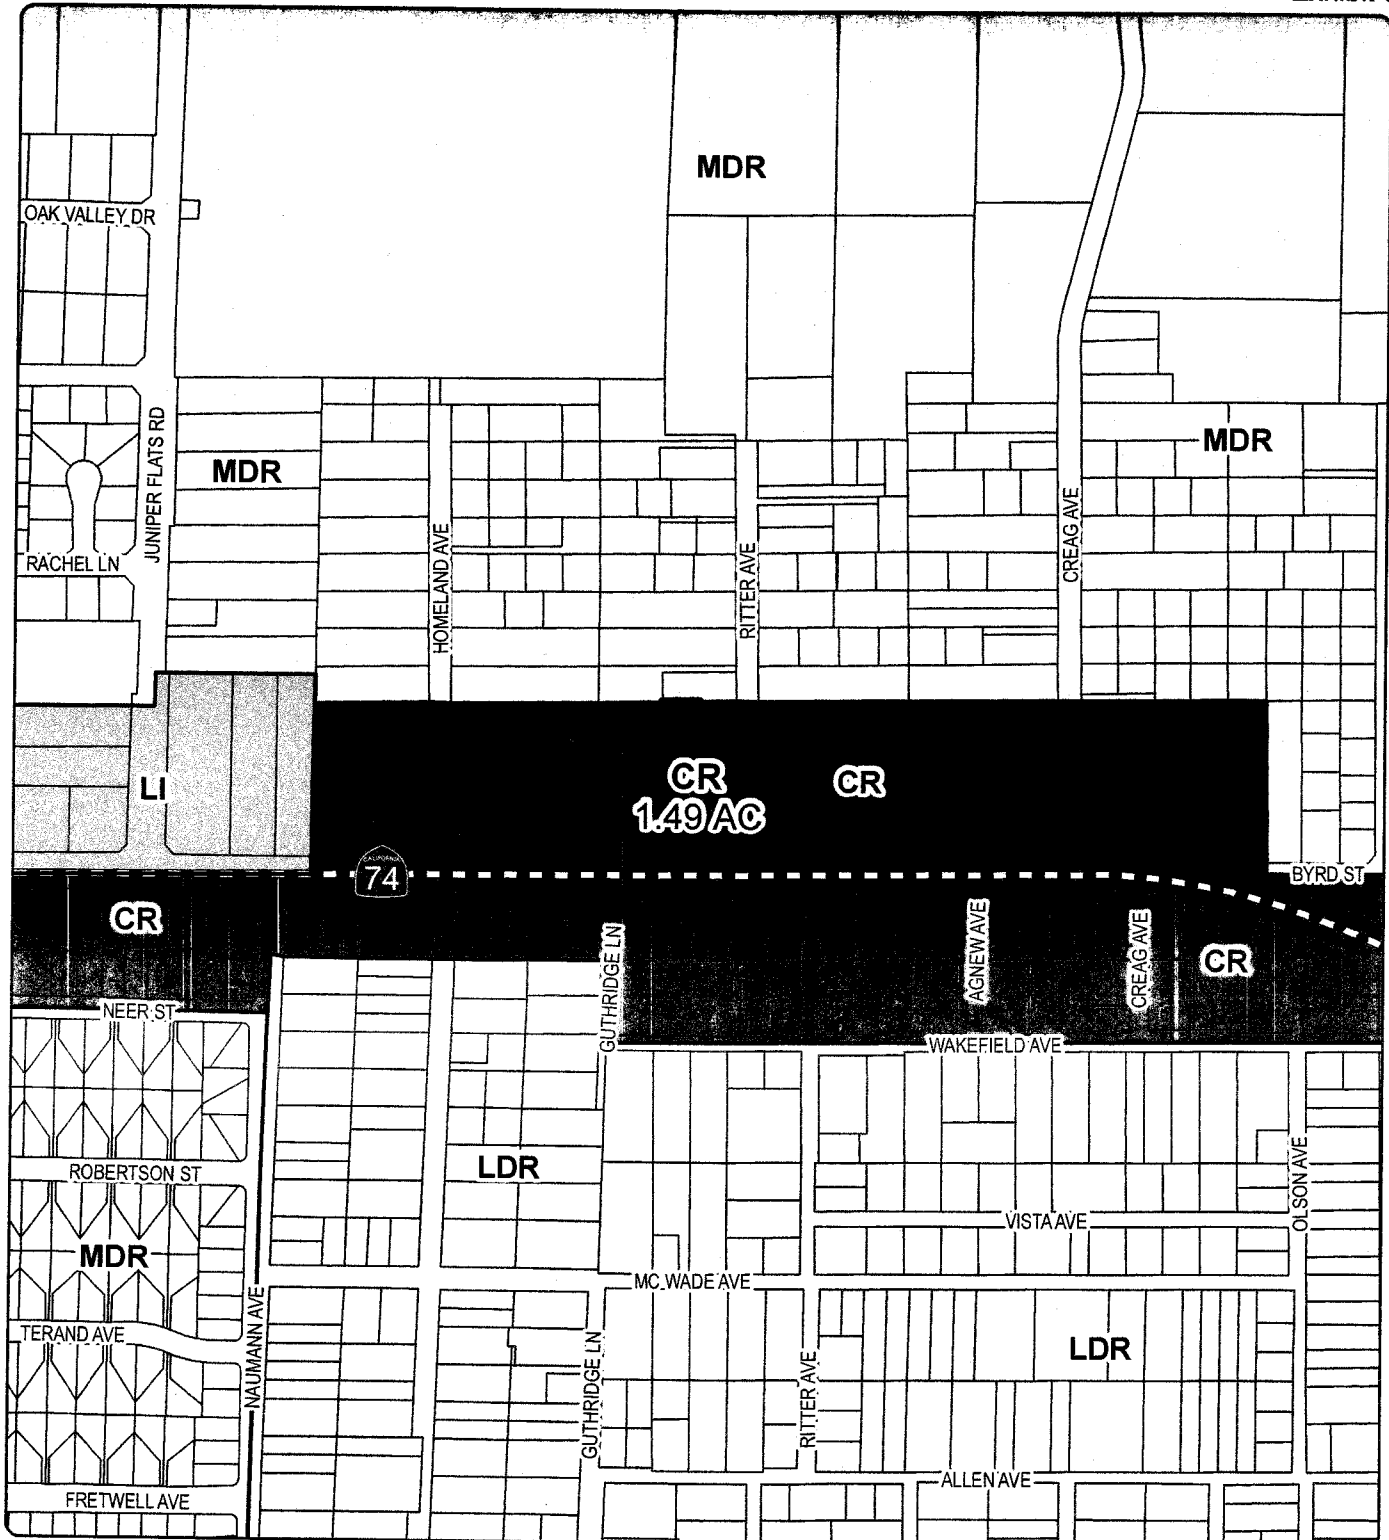 MDR
OAK VALLEY DR
JUNIPER FLATS RD
MDR
MDR
RACHEL LN
HOMELAND AVE
RITTER AVE
CREAG AVE
LI
CR
1.49 AC
CR
CALIFORNIA
74
BYRD ST
CR
GUTHRIDGE LN
AGNEW AVE
CREAG AVE
CR
NEER ST
WAKEFIELD AVE
ROBERTSON ST
LDR
OLSON AVE
VISTA AVE
MDR
MC WADE AVE
TERAND AVE
NAUMANN AVE
GUTHRIDGE LN
RITTER AVE
LDR
ALLEN AVE
FRETWELL AVE